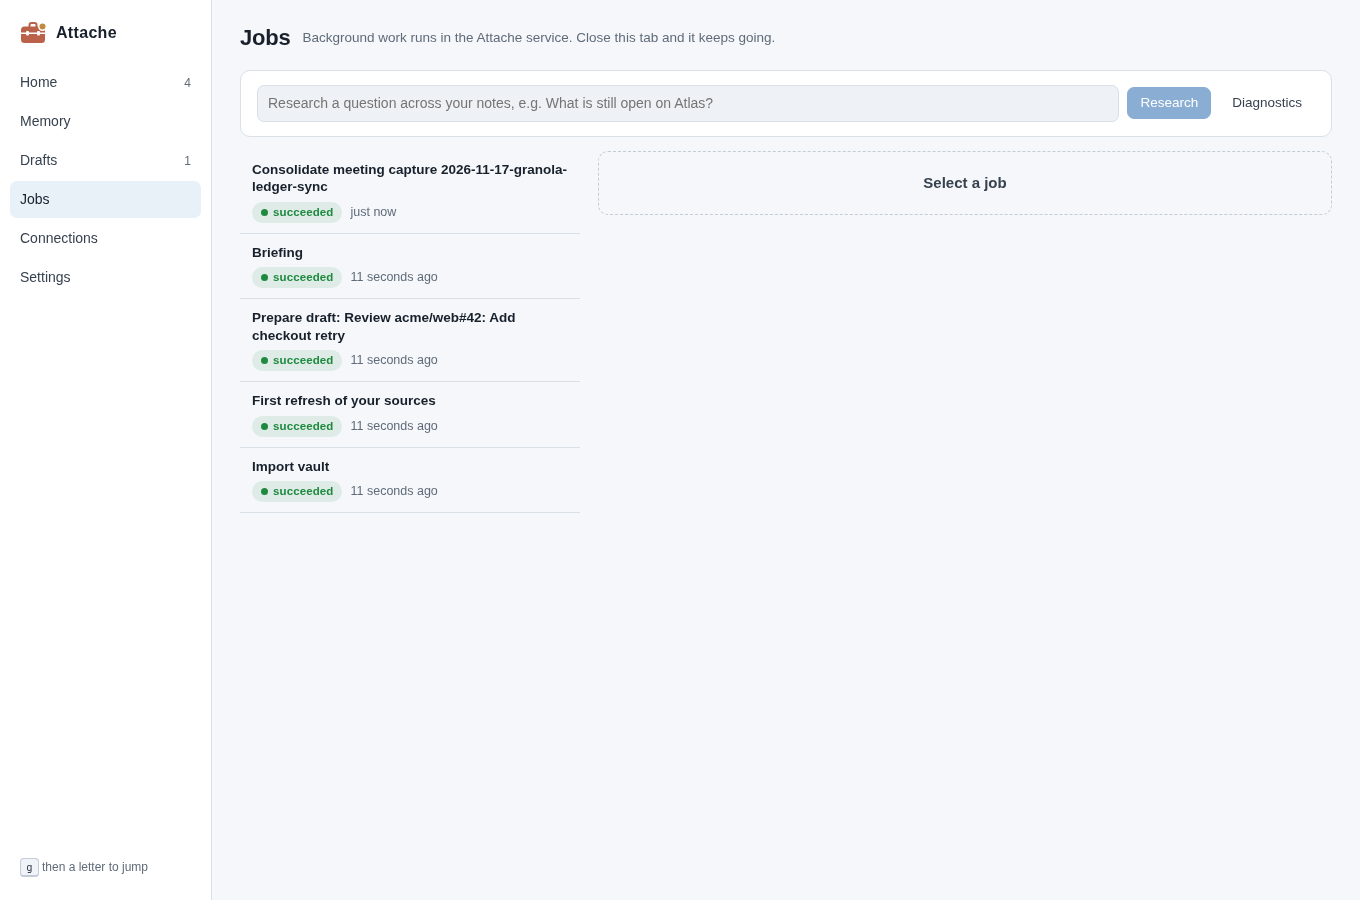 Attache
Home 4
Memory
Drafts 1
Jobs
Connections
Settings
g then a letter to jump
Jobs Background work runs in the Attache service. Close this tab and it keeps going.
Research a question across your notes, e.g. What is still open on Atlas?
Research
Diagnostics
Consolidate meeting capture 2026-11-17-granola-
ledger-sync
succeeded just now
Briefing
succeeded 11 seconds ago
Prepare draft: Review acme/web#42: Add
checkout retry
succeeded 11 seconds ago
First refresh of your sources
succeeded 11 seconds ago
Import vault
succeeded 11 seconds ago
Select a job